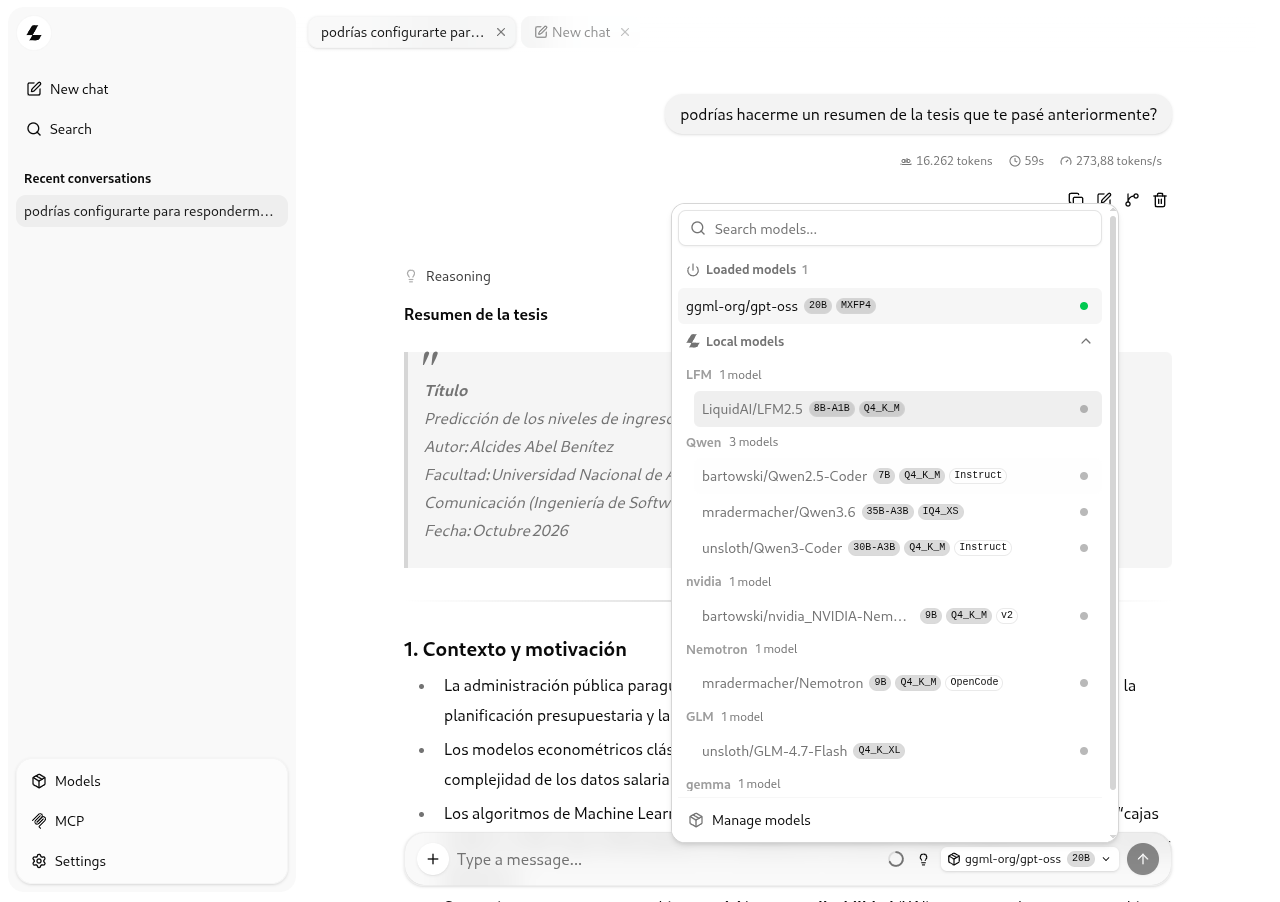 podrías configurarte par...
New chat
New chat
Search
Recent conversations
podrías configurarte para responderm...
Models
MCP
Settings
podrías hacerme un resumen de la tesis que te pasé anteriormente?
16.262 tokens 59s 273,88 tokens/s
Reasoning
Resumen de la tesis
"
Título
Predicción de los niveles de
Autor: Alcides Abel Benítez
Facultad: Universidad Nacional de
Comunicación (Ingeniería de
Fecha: Octubre 2026
1. Contexto y motivación
La administración pública
la
planificación presupuestaria y la
Los modelos econométricos
complejidad de los datos
Los algoritmos de Machine
"cajas
Search models...
Loaded models 1
ggml-org/gpt-oss 20B MXFP4
Local models
LFM 1 model
LiquidAI/LFM2.5 8B-A1B Q4_K_M
Qwen 3 models
bartowski/Qwen2.5-Coder 7B Q4_K_M Instruct
mradermacher/Qwen3.6 35B-A3B IQ4_XS
unsloth/Qwen3-Coder 30B-A3B Q4_K_M Instruct
nvidia 1 model
bartowski/nvidia_NVIDIA-Nem... 9B Q4_K_M v2
Nemotron 1 model
mradermacher/Nemotron 9B Q4_K_M OpenCode
GLM 1 model
unsloth/GLM-4.7-Flash Q4_K_XL
gemma 1 model
Manage models
Type a message...
ggml-org/gpt-oss 20B